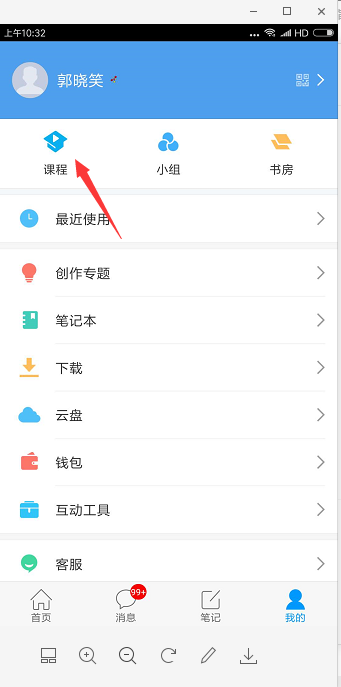 上午10:32
... HD
郭晓笑
课程
小组
书房
最近使用
创作专题
笔记本
下载
云盘
钱包
互动工具
客服
99+
首页
消息
笔记
我的